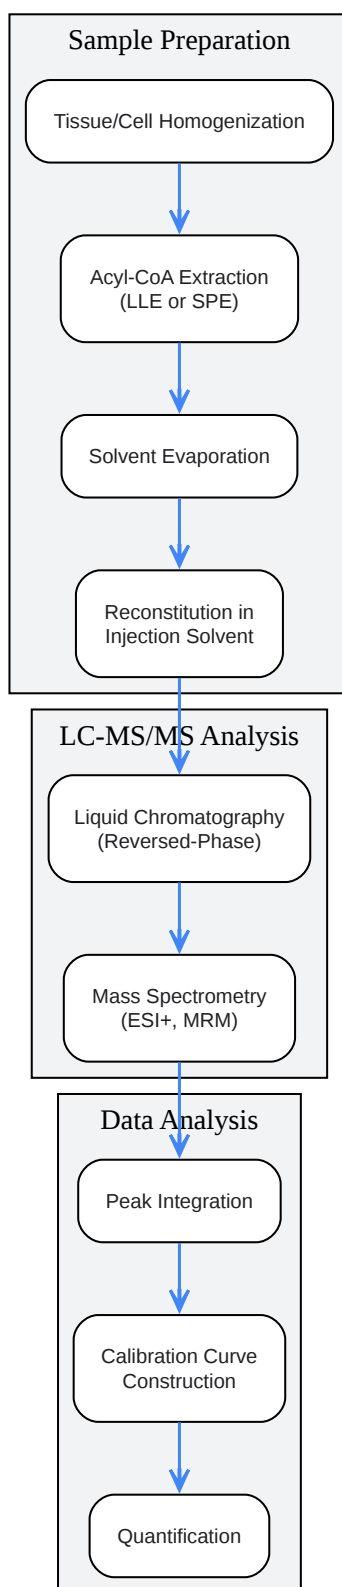 Sample Preparation
Tissue/Cell Homogenization
Acyl-CoA Extraction
(LLE or SPE)
Solvent Evaporation
Reconstitution in
Injection Solvent
LC-MS/MS Analysis
Liquid Chromatography
(Reversed-Phase)
Mass Spectrometry
(ESI+, MRM)
Data Analysis
Peak Integration
Calibration Curve
Construction
Quantification